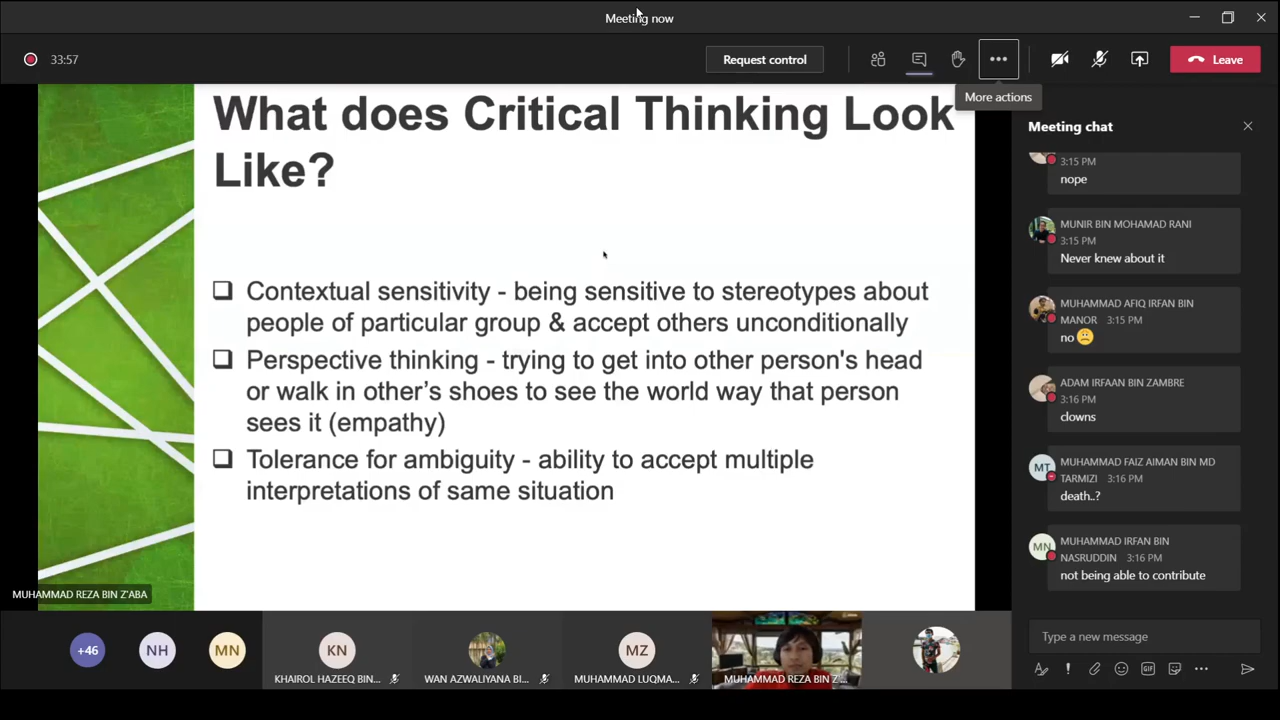 Meeting now
33:57
Request control
Leave
More actions
What does Critical Thinking Look
Like?
❑ Contextual sensitivity - being sensitive to stereotypes about
people of particular group & accept others unconditionally
❑ Perspective thinking - trying to get into other person's head
or walk in other’s shoes to see the world way that person
sees it (empathy)
❑ Tolerance for ambiguity - ability to accept multiple
interpretations of same situation
MUHAMMAD REZA BIN Z'ABA
Meeting chat
3:15 PM
nope
MUNIR BIN MOHAMAD RANI
3:15 PM
Never knew about it
MUHAMMAD AFIQ IRFAN BIN
MANOR 3:15 PM
no 🙁
ADAM IRFAAN BIN ZAMBRE
3:16 PM
clowns
MT
MUHAMMAD FAIZ AIMAN BIN MD
TARMIZI 3:16 PM
death..?
MN
MUHAMMAD IRFAN BIN
NASRUDDIN 3:16 PM
not being able to contribute
Type a new message
GIF
+46
NH
MN
KN
KHAIROL HAZEEQ BIN...
WAN AZWALIYANA BI...
MZ
MUHAMMAD LUQMA...
MUHAMMAD REZA BIN Z'...